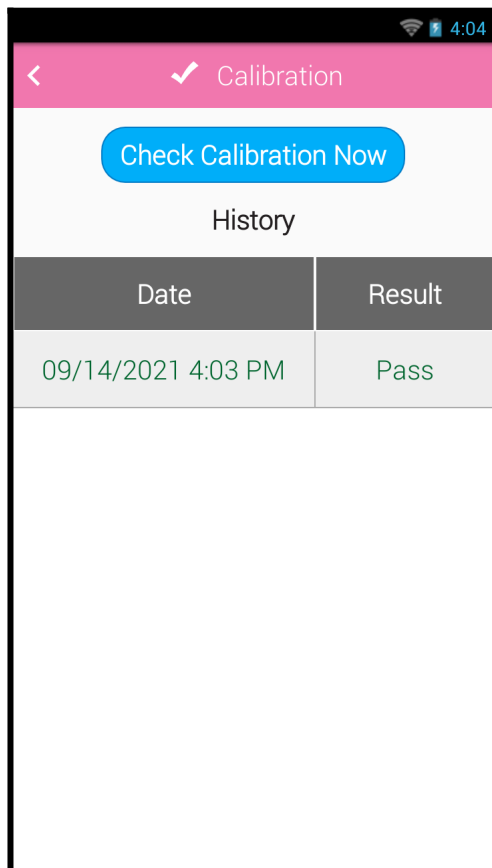 4:04
Calibration
Check Calibration Now
History
Date Result
09/14/2021 4:03 PM Pass